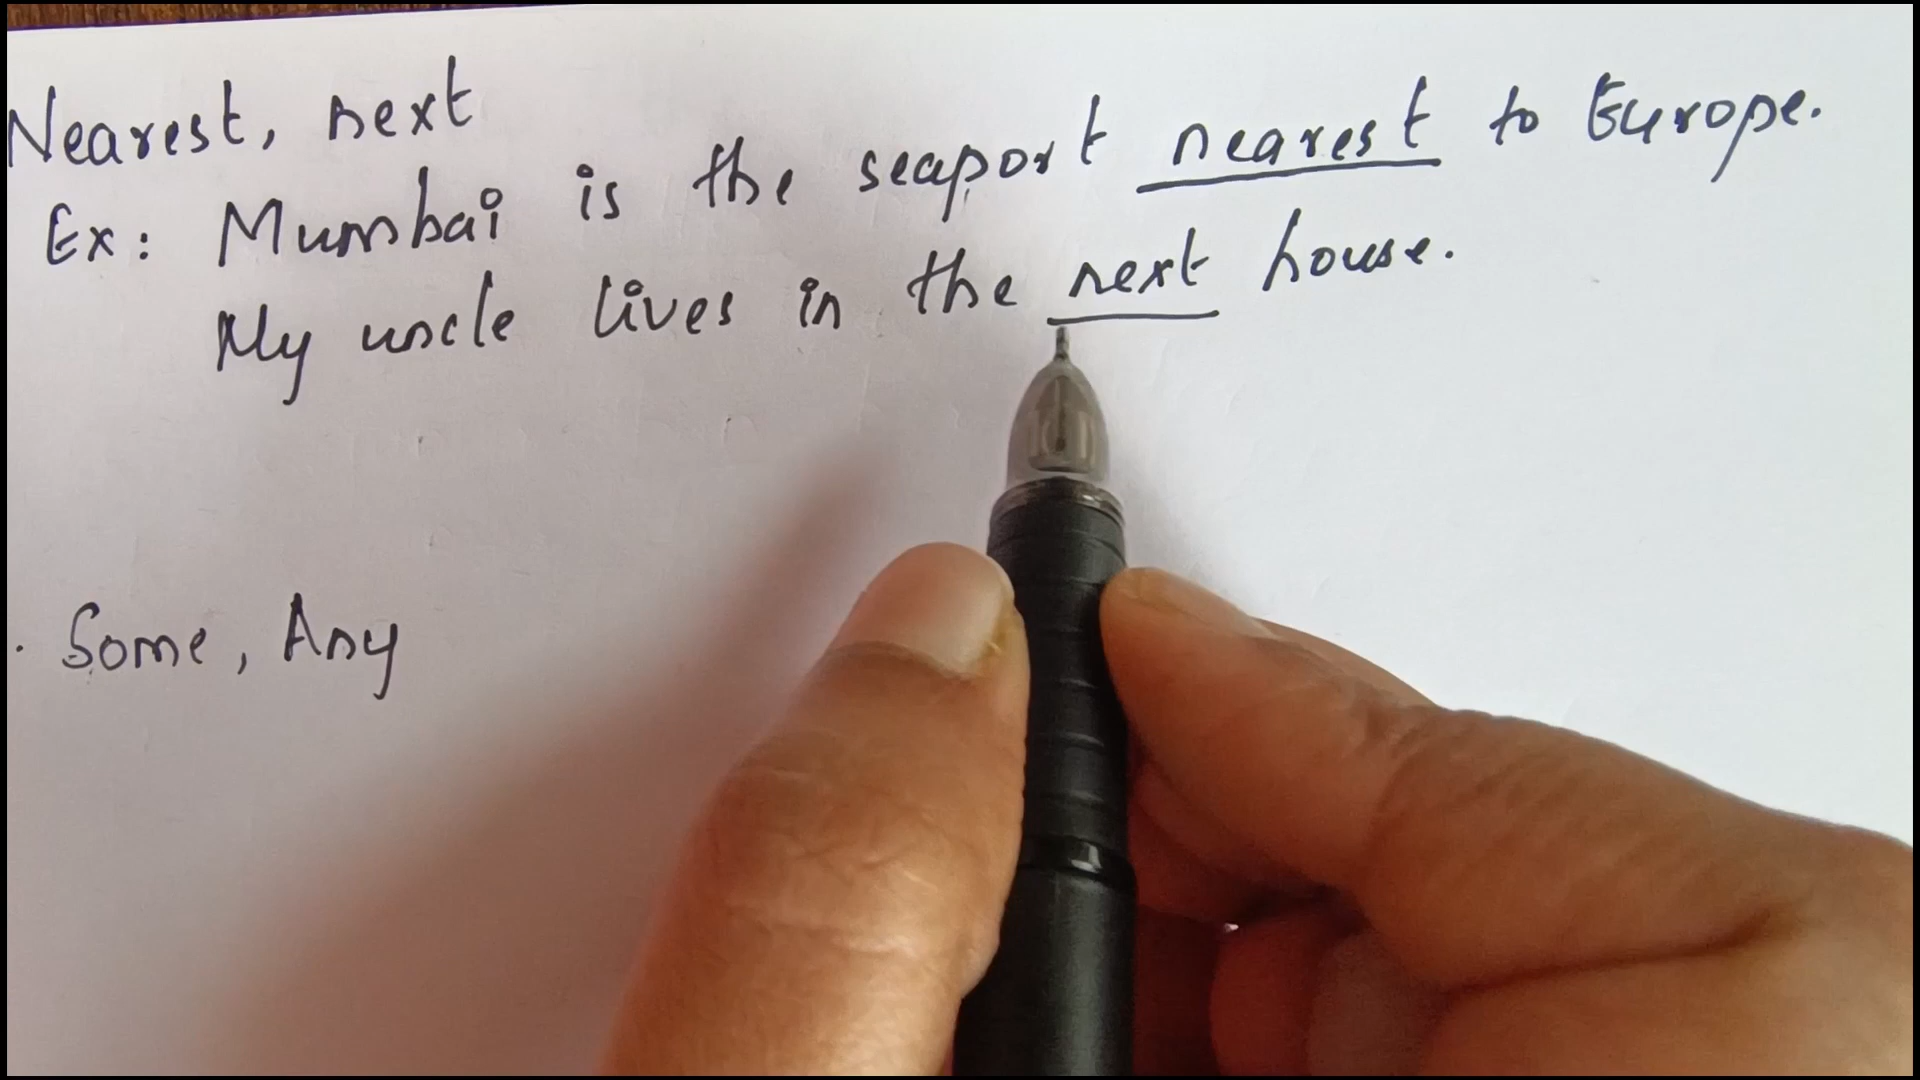 Nearest, next
Ex: Mumbai is the seaport nearest to Europe.
My uncle lives in the next house.
. Some, Any